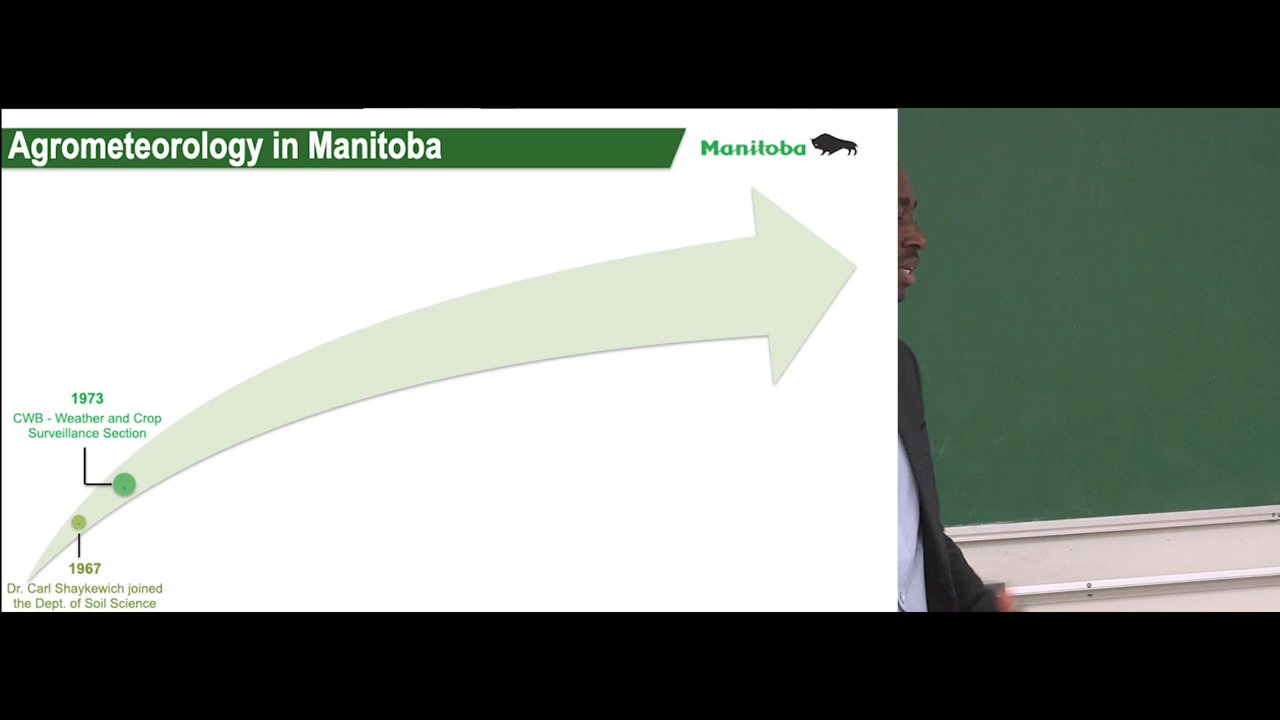 Agrometeorology in Manitoba
Manitoba
1973
CWB - Weather and Crop
Surveillance Section
1967
Dr. Carl Shaykewich joined
the Dept. of Soil Science